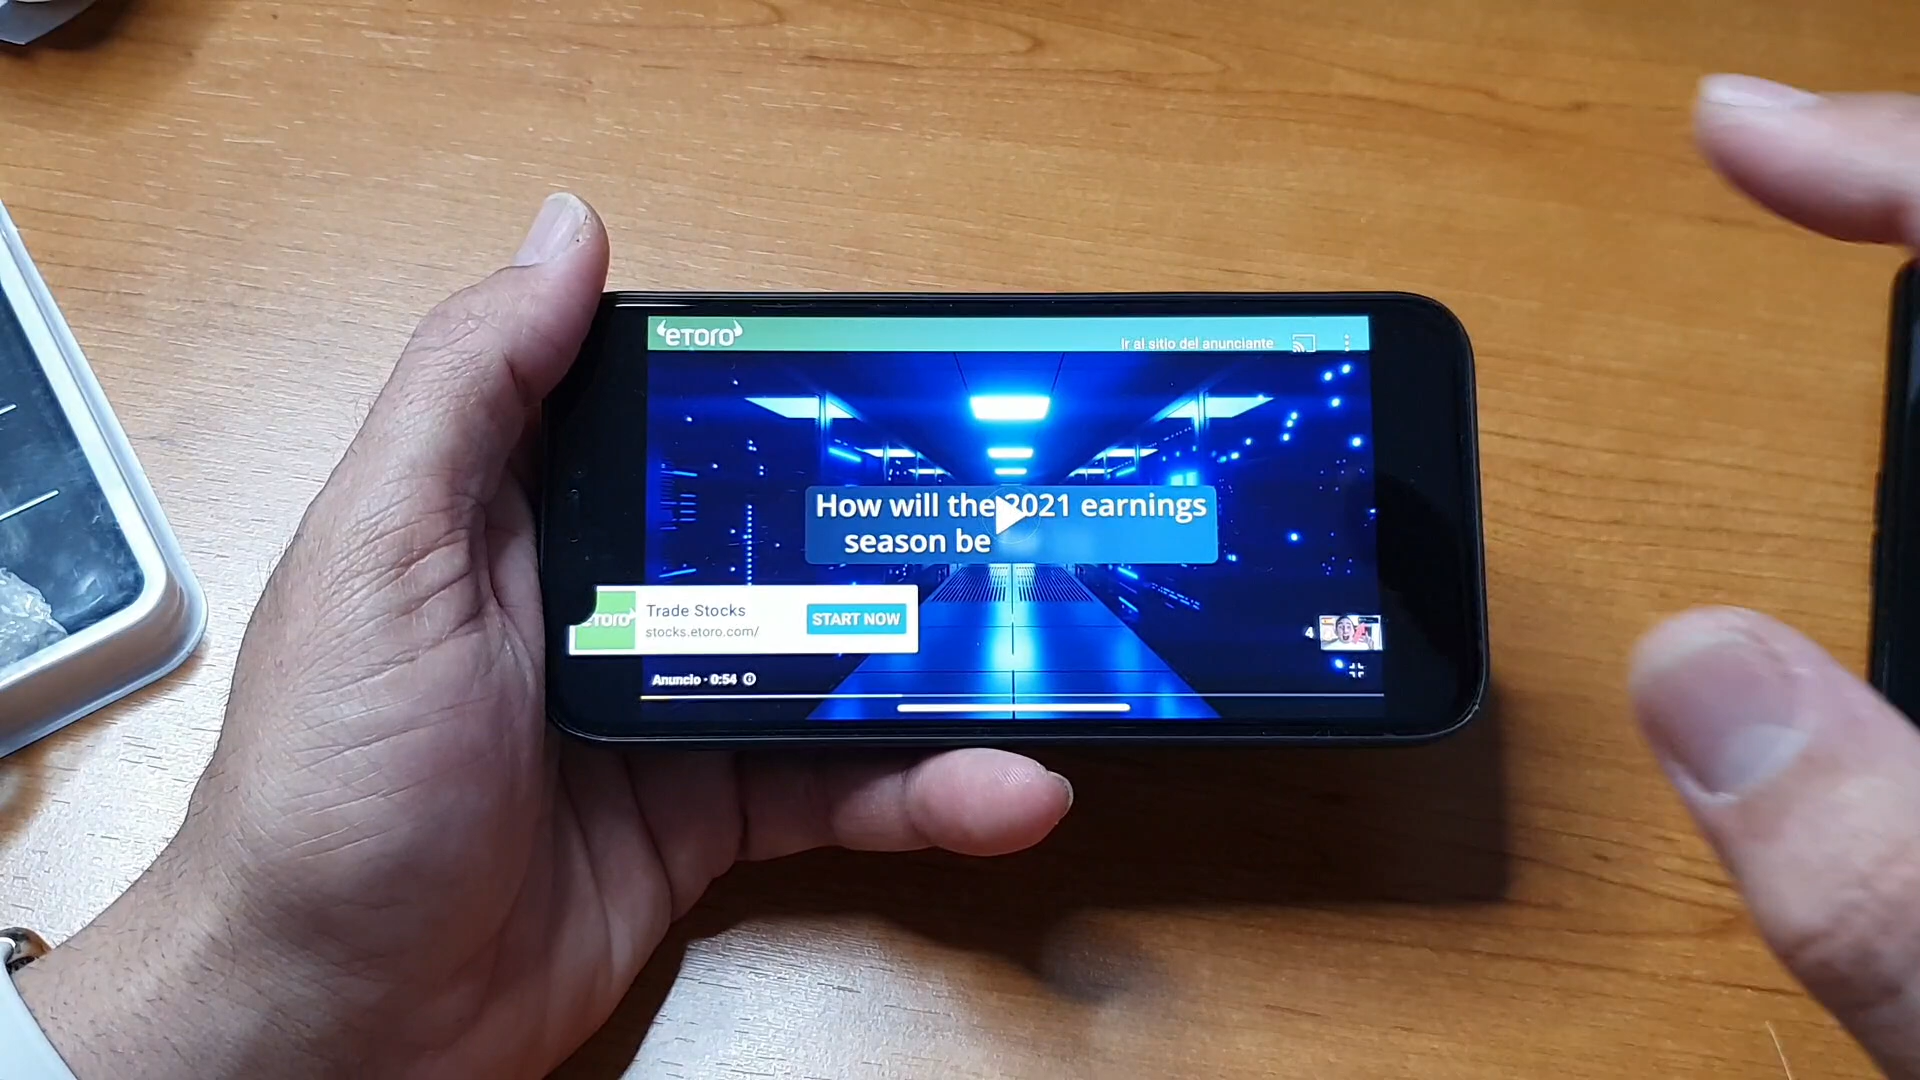 eToro
Ir al sitio del anunciante
How will the 2021 earnings
season be
eToro
Trade Stocks
stocks.etoro.com/
START NOW
4
Anuncio · 0:54